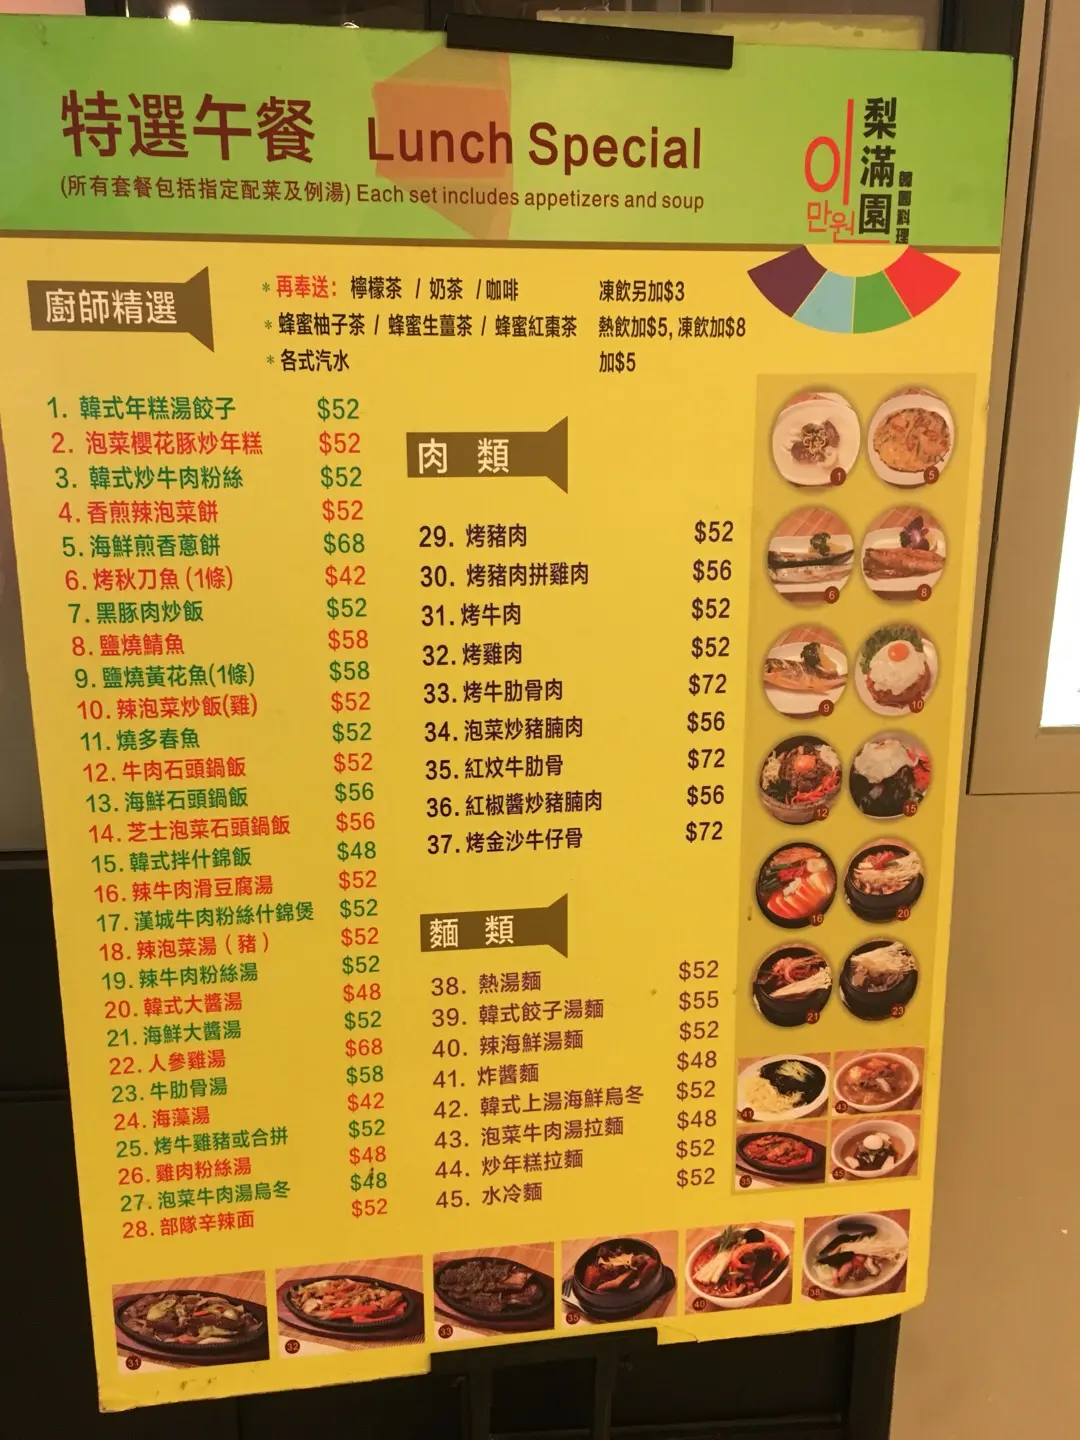 特選午餐 Lunch Special
(所有套餐包括指定配菜及例湯) Each set includes appetizers and soup
이만원
梨滿園
韓國料理
廚師精選
* 再奉送: 檸檬茶 / 奶茶 / 咖啡 凍飲另加$3
* 蜂蜜柚子茶 / 蜂蜜生薑茶 / 蜂蜜紅棗茶 熱飲加$5, 凍飲加$8
* 各式汽水 加$5
1. 韓式年糕湯餃子 $52
2. 泡菜櫻花豚炒年糕 $52
3. 韓式炒牛肉粉絲 $52
4. 香煎辣泡菜餅 $52
5. 海鮮煎香蔥餅 $68
6. 烤秋刀魚 (1條) $42
7. 黑豚肉炒飯 $52
8. 鹽燒鯖魚 $58
9. 鹽燒黃花魚(1條) $58
10. 辣泡菜炒飯(雞) $52
11. 燒多春魚 $52
12. 牛肉石頭鍋飯 $52
13. 海鮮石頭鍋飯 $56
14. 芝士泡菜石頭鍋飯 $56
15. 韓式拌什錦飯 $48
16. 辣牛肉滑豆腐湯 $52
17. 漢城牛肉粉絲什錦煲 $52
18. 辣泡菜湯 ( 豬 ) $52
19. 辣牛肉粉絲湯 $52
20. 韓式大醬湯 $48
21. 海鮮大醬湯 $52
22. 人參雞湯 $68
23. 牛肋骨湯 $58
24. 海藻湯 $42
25. 烤牛雞豬或合拼 $52
26. 雞肉粉絲湯 $48
27. 泡菜牛肉湯烏冬 $48
28. 部隊辛辣面 $52
肉 類
29. 烤豬肉 $52
30. 烤豬肉拼雞肉 $56
31. 烤牛肉 $52
32. 烤雞肉 $52
33. 烤牛肋骨肉 $72
34. 泡菜炒豬腩肉 $56
35. 紅炆牛肋骨 $72
36. 紅椒醬炒豬腩肉 $56
37. 烤金沙牛仔骨 $72
麵 類
38. 熱湯麵 $52
39. 韓式餃子湯麵 $55
40. 辣海鮮湯麵 $52
41. 炸醬麵 $48
42. 韓式上湯海鮮烏冬 $52
43. 泡菜牛肉湯拉麵 $48
44. 炒年糕拉麵 $52
45. 水冷麵 $52
1
5
6
8
9
10
12
15
16
20
21
23
41
43
39
45
31
32
33
35
40
38